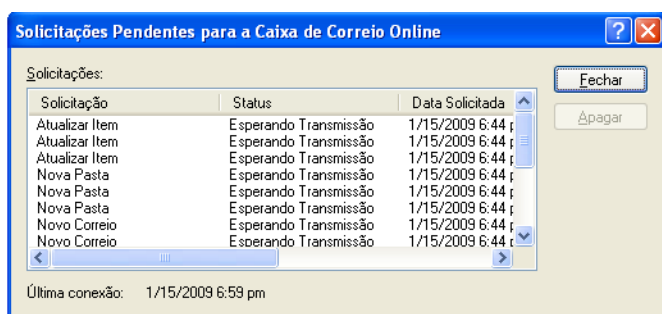 Solicitações Pendentes para a Caixa de Correio Online
Solicitações:
Fechar
Apagar
Solicitação Status Data Solicitada
Atualizar Item Esperando Transmissão 1/15/2009 6:44 p
Atualizar Item Esperando Transmissão 1/15/2009 6:44 p
Atualizar Item Esperando Transmissão 1/15/2009 6:44 p
Nova Pasta Esperando Transmissão 1/15/2009 6:44 p
Nova Pasta Esperando Transmissão 1/15/2009 6:44 p
Nova Pasta Esperando Transmissão 1/15/2009 6:44 p
Novo Correio Esperando Transmissão 1/15/2009 6:44 p
Novo Correio Esperando Transmissão 1/15/2009 6:44 p
Última conexão: 1/15/2009 6:59 pm